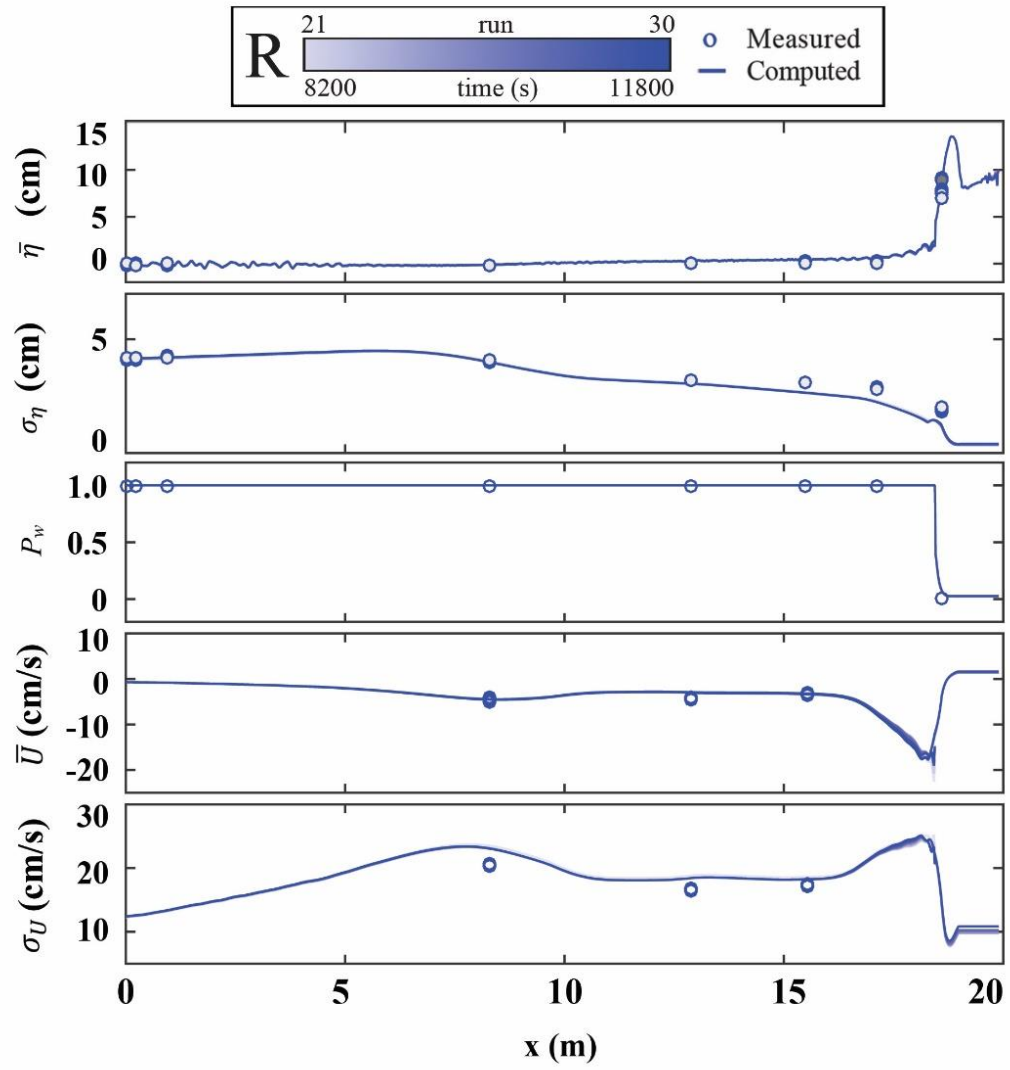 21 run 30
R
8200 time (s) 11800
Measured
Computed
15
10
5
0
η̄ (cm)
5
0
σ_η (cm)
1.0
0.5
0
P_w
10
0
-10
-20
U̅ (cm/s)
30
20
10
σ_U (cm/s)
0 5 10 15 20
x (m)